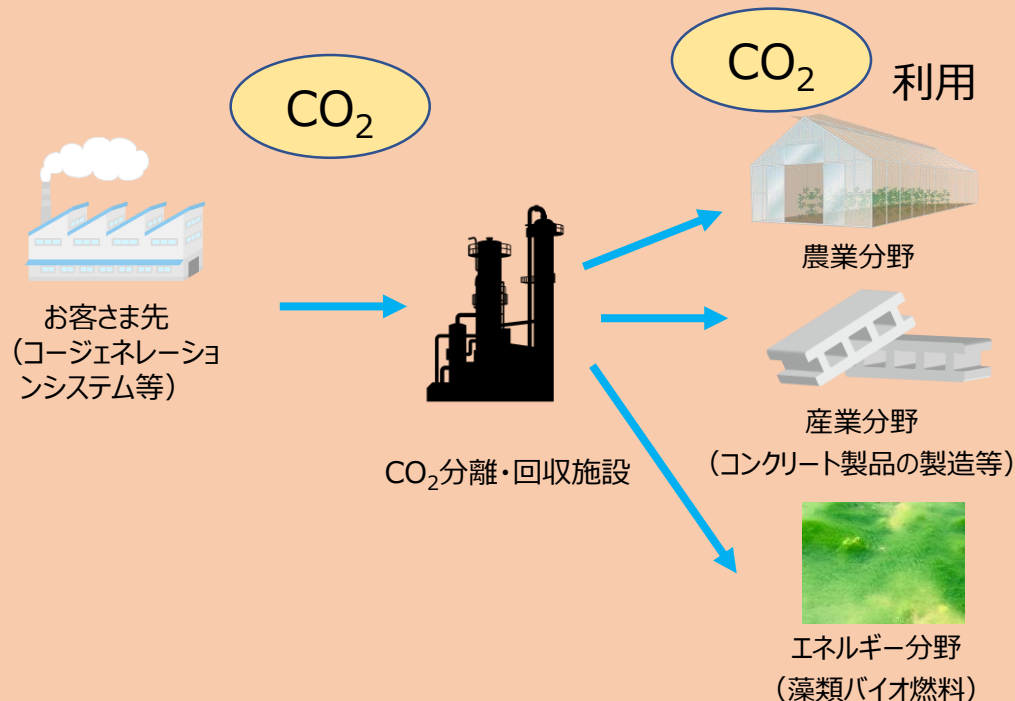 CO₂
CO₂
利用
お客さま先
（コージェネレーショ
ンシステム等）
CO₂分離・回収施設
農業分野
産業分野
（コンクリート製品の製造等）
エネルギー分野
（藻類バイオ燃料）